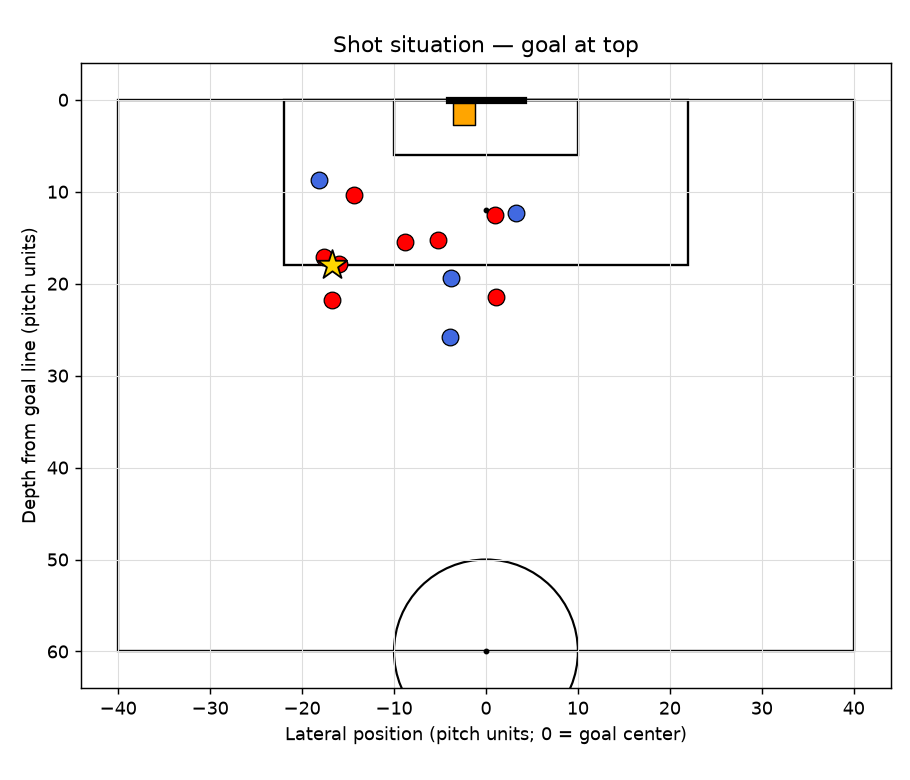 Shot situation — goal at top
0
10
20
30
40
50
60
Depth from goal line (pitch units)
−40 −30 −20 −10 0 10 20 30 40
Lateral position (pitch units; 0 = goal center)